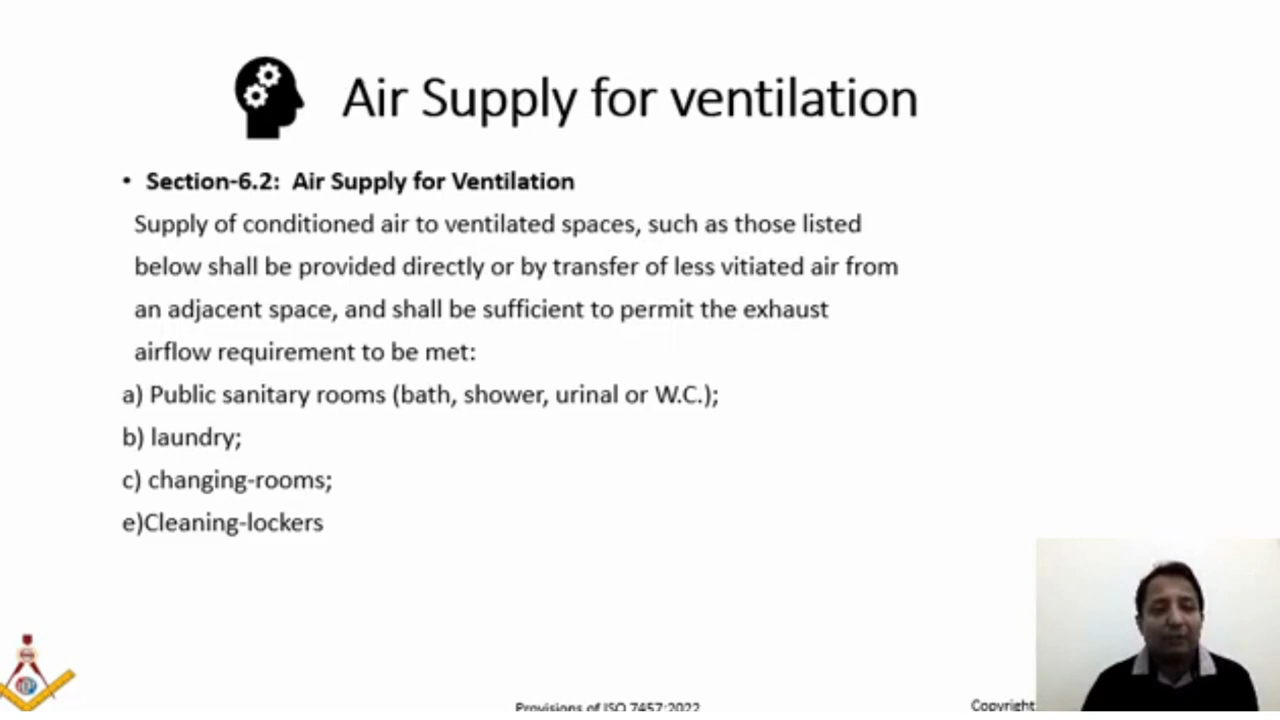 Air Supply for ventilation
• Section-6.2: Air Supply for Ventilation
Supply of conditioned air to ventilated spaces, such as those listed
below shall be provided directly or by transfer of less vitiated air from
an adjacent space, and shall be sufficient to permit the exhaust
airflow requirement to be met:
a) Public sanitary rooms (bath, shower, urinal or W.C.);
b) laundry;
c) changing-rooms;
e)Cleaning-lockers
Provisions of ISO 7457:2022
Copyright